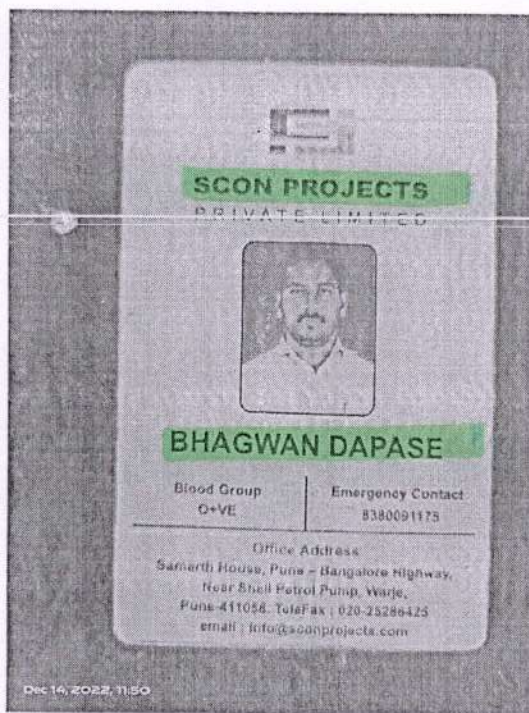 SCON PROJECTS
PRIVATE LIMITED
BHAGWAN DAPASE
Blood Group
O+VE
Emergency Contact
8380091175
Office Address
Samarth House, Pune – Bangalore Highway,
Near Shell Petrol Pump, Warje,
Pune-411058. TeleFax : 020-25286425
email : info@sconprojects.com
Dec 14, 2022, 11:50